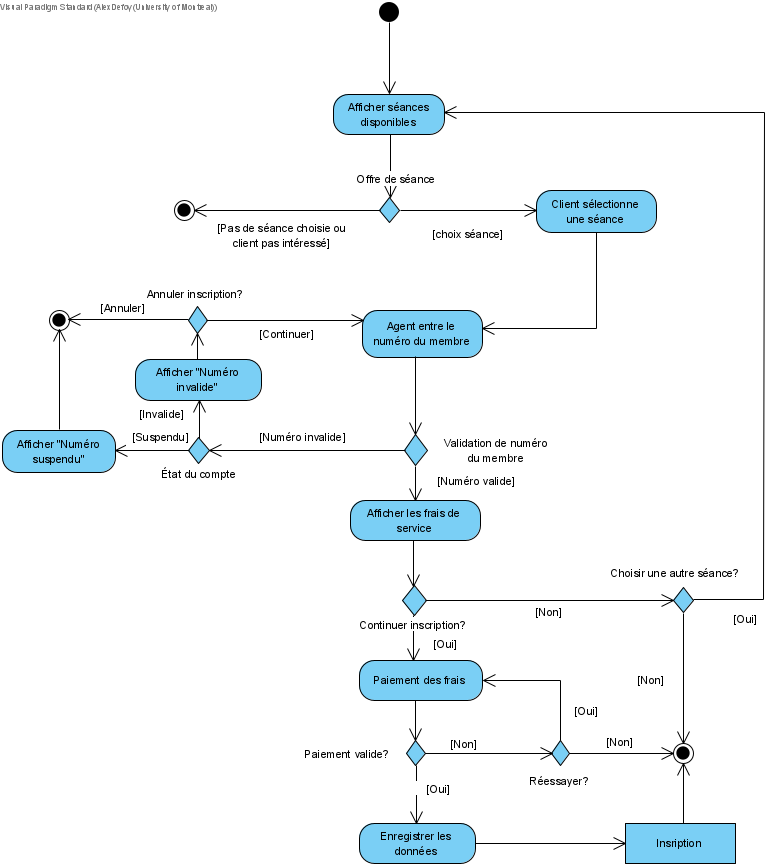 Visual Paradigm Standard (Alex Defoy (University of Montreal))
Afficher séances
disponibles
Offre de séance
[Pas de séance choisie ou
client pas intéressé]
[choix séance]
Client sélectionne
une séance
Annuler inscription?
[Annuler]
[Continuer]
Agent entre le
numéro du membre
Afficher "Numéro
invalide"
[Invalide]
[Suspendu]
Afficher "Numéro
suspendu"
État du compte
[Numéro invalide]
Validation de numéro
du membre
[Numéro valide]
Afficher les frais de
service
Choisir une autre séance?
Continuer inscription?
[Non]
[Oui]
[Oui]
[Non]
Paiement des frais
[Oui]
Paiement valide?
[Non]
[Non]
Réessayer?
[Oui]
Enregistrer les
données
Insription